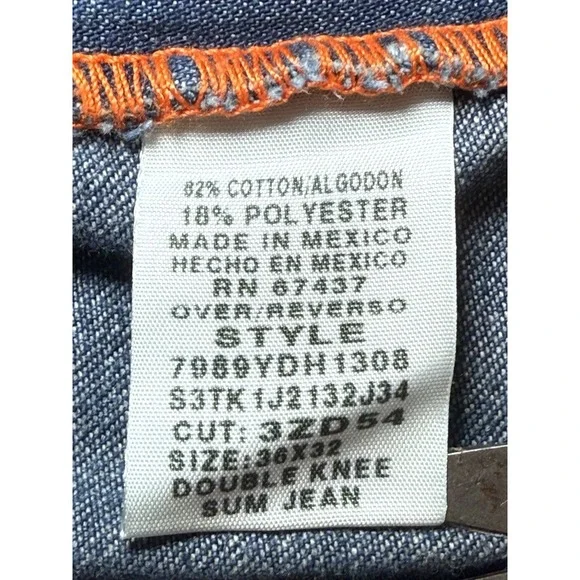 82% COTTON/ALGODON
18% POLYESTER
MADE IN MEXICO
HECHO EN MEXICO
RN 67437
OVER/REVERSO
STYLE
7989YDH1308
S3TK1J2132J34
CUT: 3ZD54
SIZE:36X32
DOUBLE KNEE
SUM JEAN